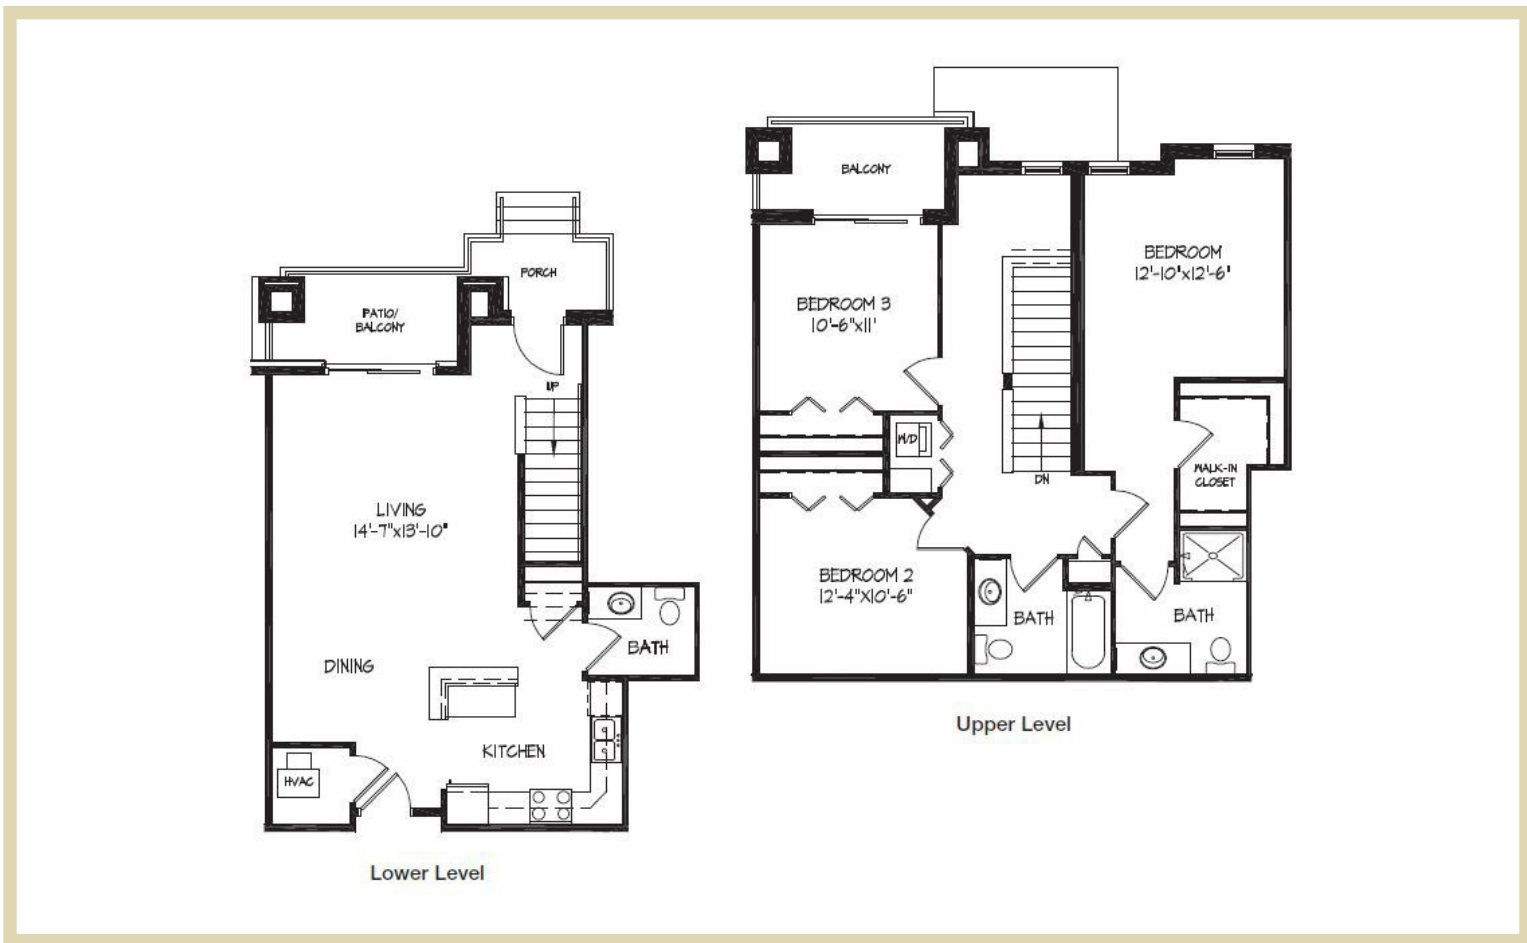 PORCH
PATIO/
BALCONY
UP
LIVING
14'-7"x13'-10"
DINING
BATH
KITCHEN
HVAC
Lower Level
BALCONY
BEDROOM
12'-10"x12'-6"
BEDROOM 3
10'-6"x11'
W/D
WALK-IN
CLOSET
DN
BEDROOM 2
12'-4"x10'-6"
BATH
BATH
Upper Level